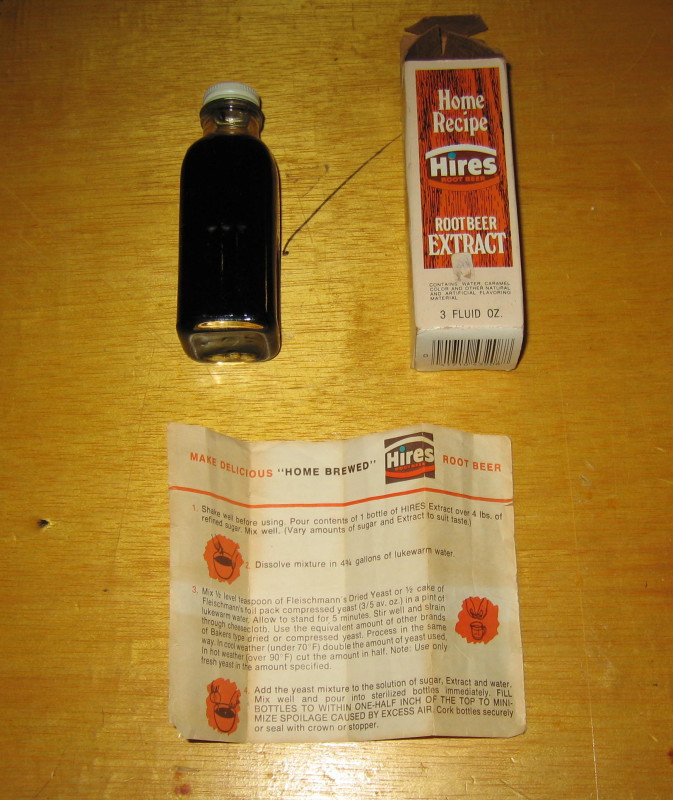 Home
Recipe
Hires
ROOT BEER
ROOT BEER
EXTRACT
CONTAINS WATER, CARAMEL
COLOR AND OTHER NATURAL
AND ARTIFICIAL FLAVORING
MATERIAL.
3 FLUID OZ.
MAKE DELICIOUS "HOME BREWED" Hires ROOT BEER
ROOT BEER
1. Shake well before using. Pour contents of 1 bottle of HIRES Extract over 4 lbs. of
refined sugar. Mix well. (Vary amounts of sugar and Extract to suit taste.)
2. Dissolve mixture in 4¾ gallons of lukewarm water.
3. Mix ½ level teaspoon of Fleischmann's Dried Yeast or ½ cake of
Fleischmann's foil pack compressed yeast (3/5 av. oz.) in a pint of
lukewarm water. Allow to stand for 5 minutes. Stir well and strain
through cheesecloth. Use the equivalent amount of other brands
of Bakers type dried or compressed yeast. Process in the same
way. In cool weather (under 70°F) double the amount of yeast used.
In hot weather (over 90°F) cut the amount in half. Note: Use only
fresh yeast in the amount specified.
4. Add the yeast mixture to the solution of sugar, Extract and water.
Mix well and pour into sterilized bottles immediately. FILL
BOTTLES TO WITHIN ONE-HALF INCH OF THE TOP TO MINI-
MIZE SPOILAGE CAUSED BY EXCESS AIR. Cork bottles securely
or seal with crown or stopper.